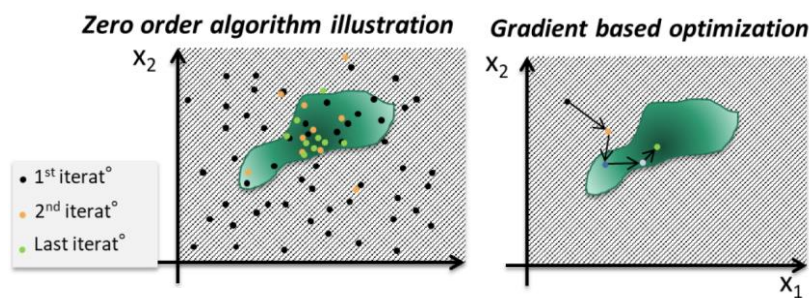 Zero order algorithm illustration
Gradient based optimization
x₂
x₂
1st iterat°
2nd iterat°
Last iterat°
x₁